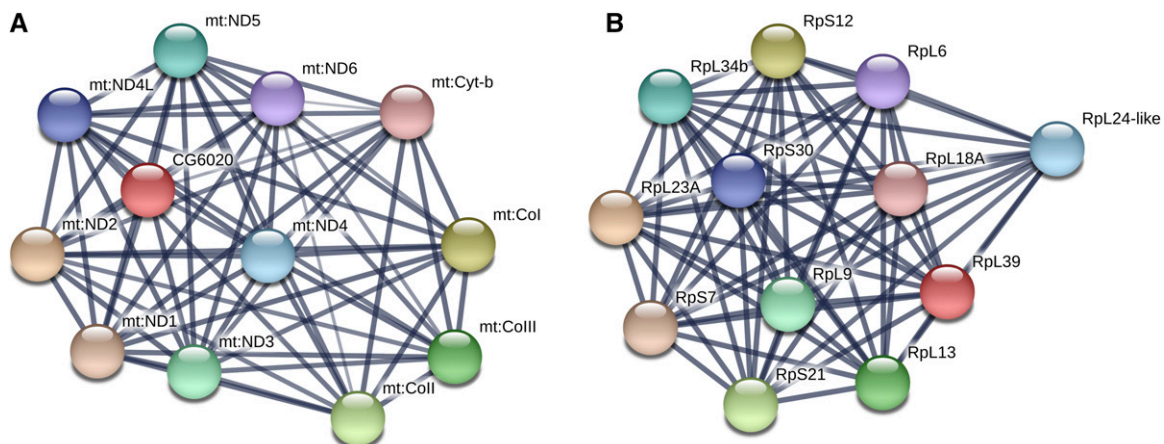 A
mt:ND5
mt:ND6
mt:ND4L
mt:Cyt-b
CG6020
mt:ND2
mt:ND4
mt:CoI
mt:ND1
mt:ND3
mt:CoIII
mt:CoII
B
RpS12
RpL6
RpL34b
RpL24-like
RpS30
RpL18A
RpL23A
RpL39
RpL9
RpS7
RpL13
RpS21